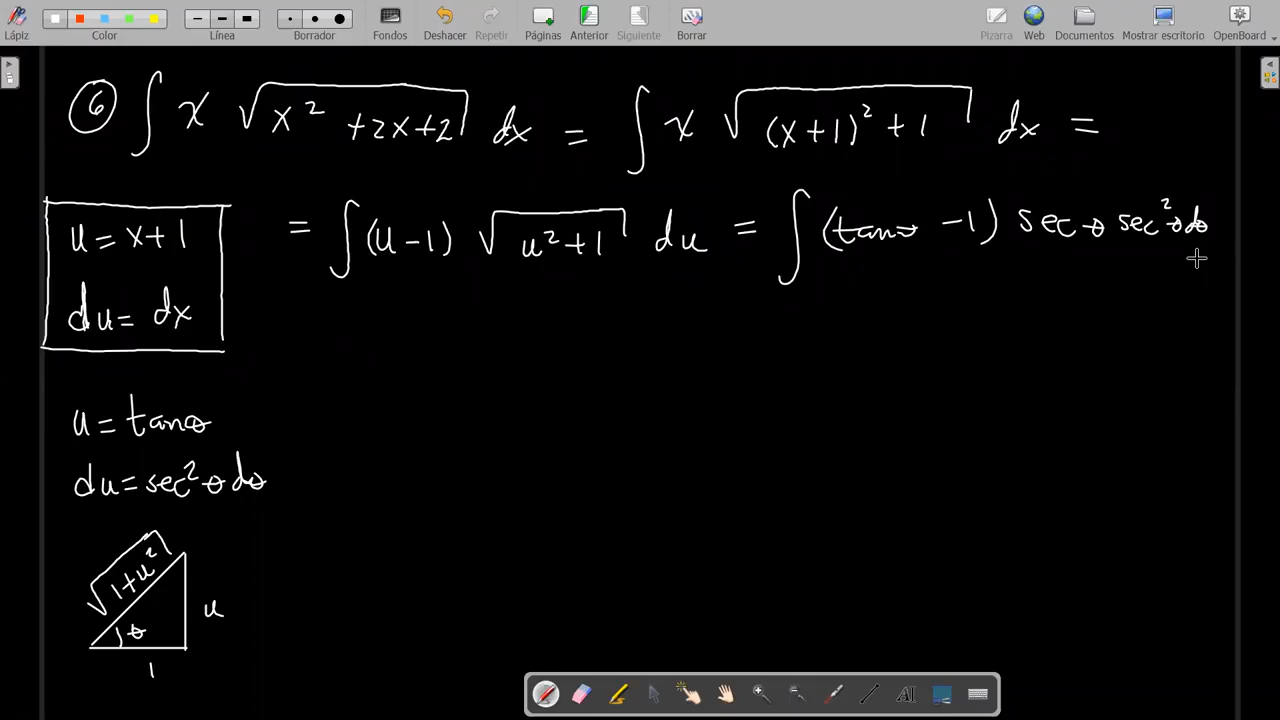 Lápiz Color Línea Borrador Fondos Deshacer Repetir Páginas Anterior Siguiente Borrar Pizarra Web Documentos Mostrar escritorio OpenBoard
⑥ ∫ x √(x² +2x+2) dx = ∫ x √((x+1)² +1) dx =
= ∫ (u-1) √(u²+1) du = ∫ (tanθ -1) secθ sec²θ dθ
u = x+1
du = dx
u = tanθ
du = sec²θ dθ
√(1+u²)
u
θ
1
AI